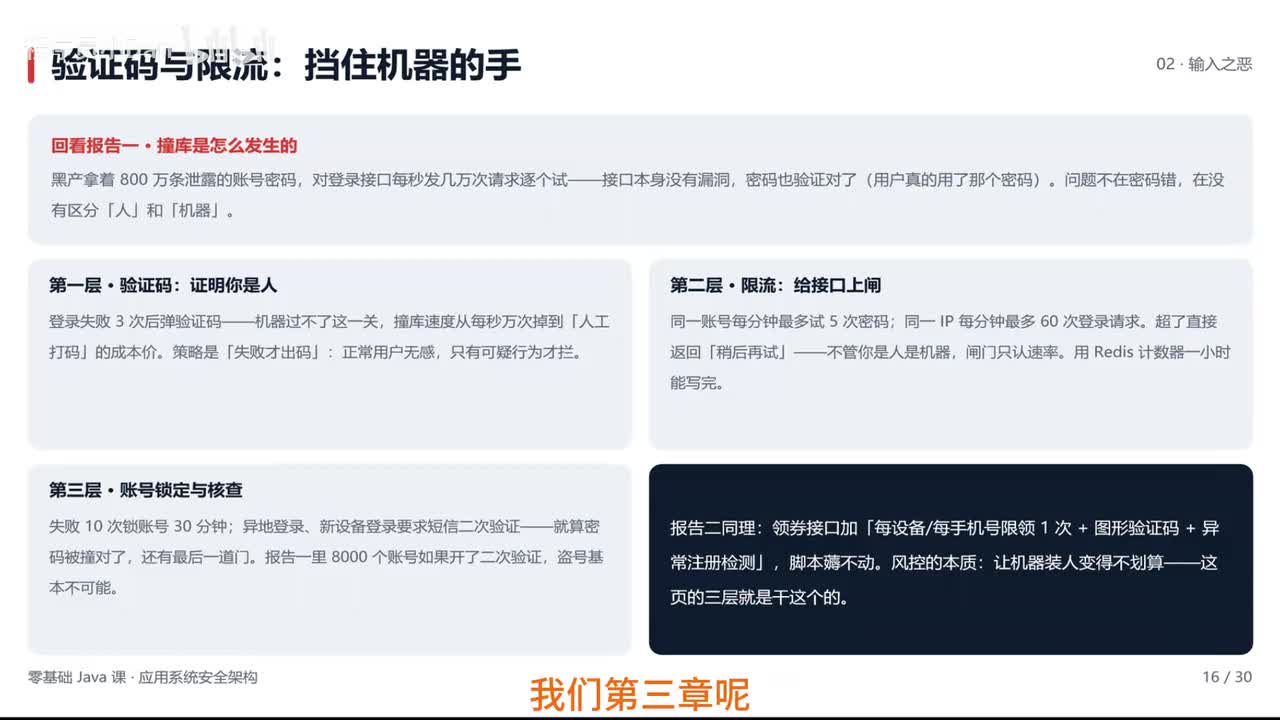 验证码与限流：挡住机器的手
02 · 输入之恶
回看报告一 · 撞库是怎么发生的
黑产拿着 800 万条泄露的账号密码，对登录接口每秒发几万次请求逐个试——接口本身没有漏洞，密码也验证对了（用户真的用了那个密码）。问题不在密码错，在没
有区分「人」和「机器」。
第一层 · 验证码：证明你是人
登录失败 3 次后弹验证码——机器过不了这一关，撞库速度从每秒万次掉到「人工
打码」的成本价。策略是「失败才出码」：正常用户无感，只有可疑行为才拦。
第二层 · 限流：给接口上闸
同一账号每分钟最多试 5 次密码；同一 IP 每分钟最多 60 次登录请求。超了直接
返回「稍后再试」——不管你是人是机器，闸门只认速率。用 Redis 计数器一小时
能写完。
第三层 · 账号锁定与核查
失败 10 次锁账号 30 分钟；异地登录、新设备登录要求短信二次验证——就算密
码被撞对了，还有最后一道门。报告一里 8000 个账号如果开了二次验证，盗号基
本不可能。
报告二同理：领券接口加「每设备/每手机号限领 1 次 + 图形验证码 + 异
常注册检测」，脚本薅不动。风控的本质：让机器装人变得不划算——这
页的三层就是干这个的。
零基础 Java 课 · 应用系统安全架构
16 / 30
我们第三章呢